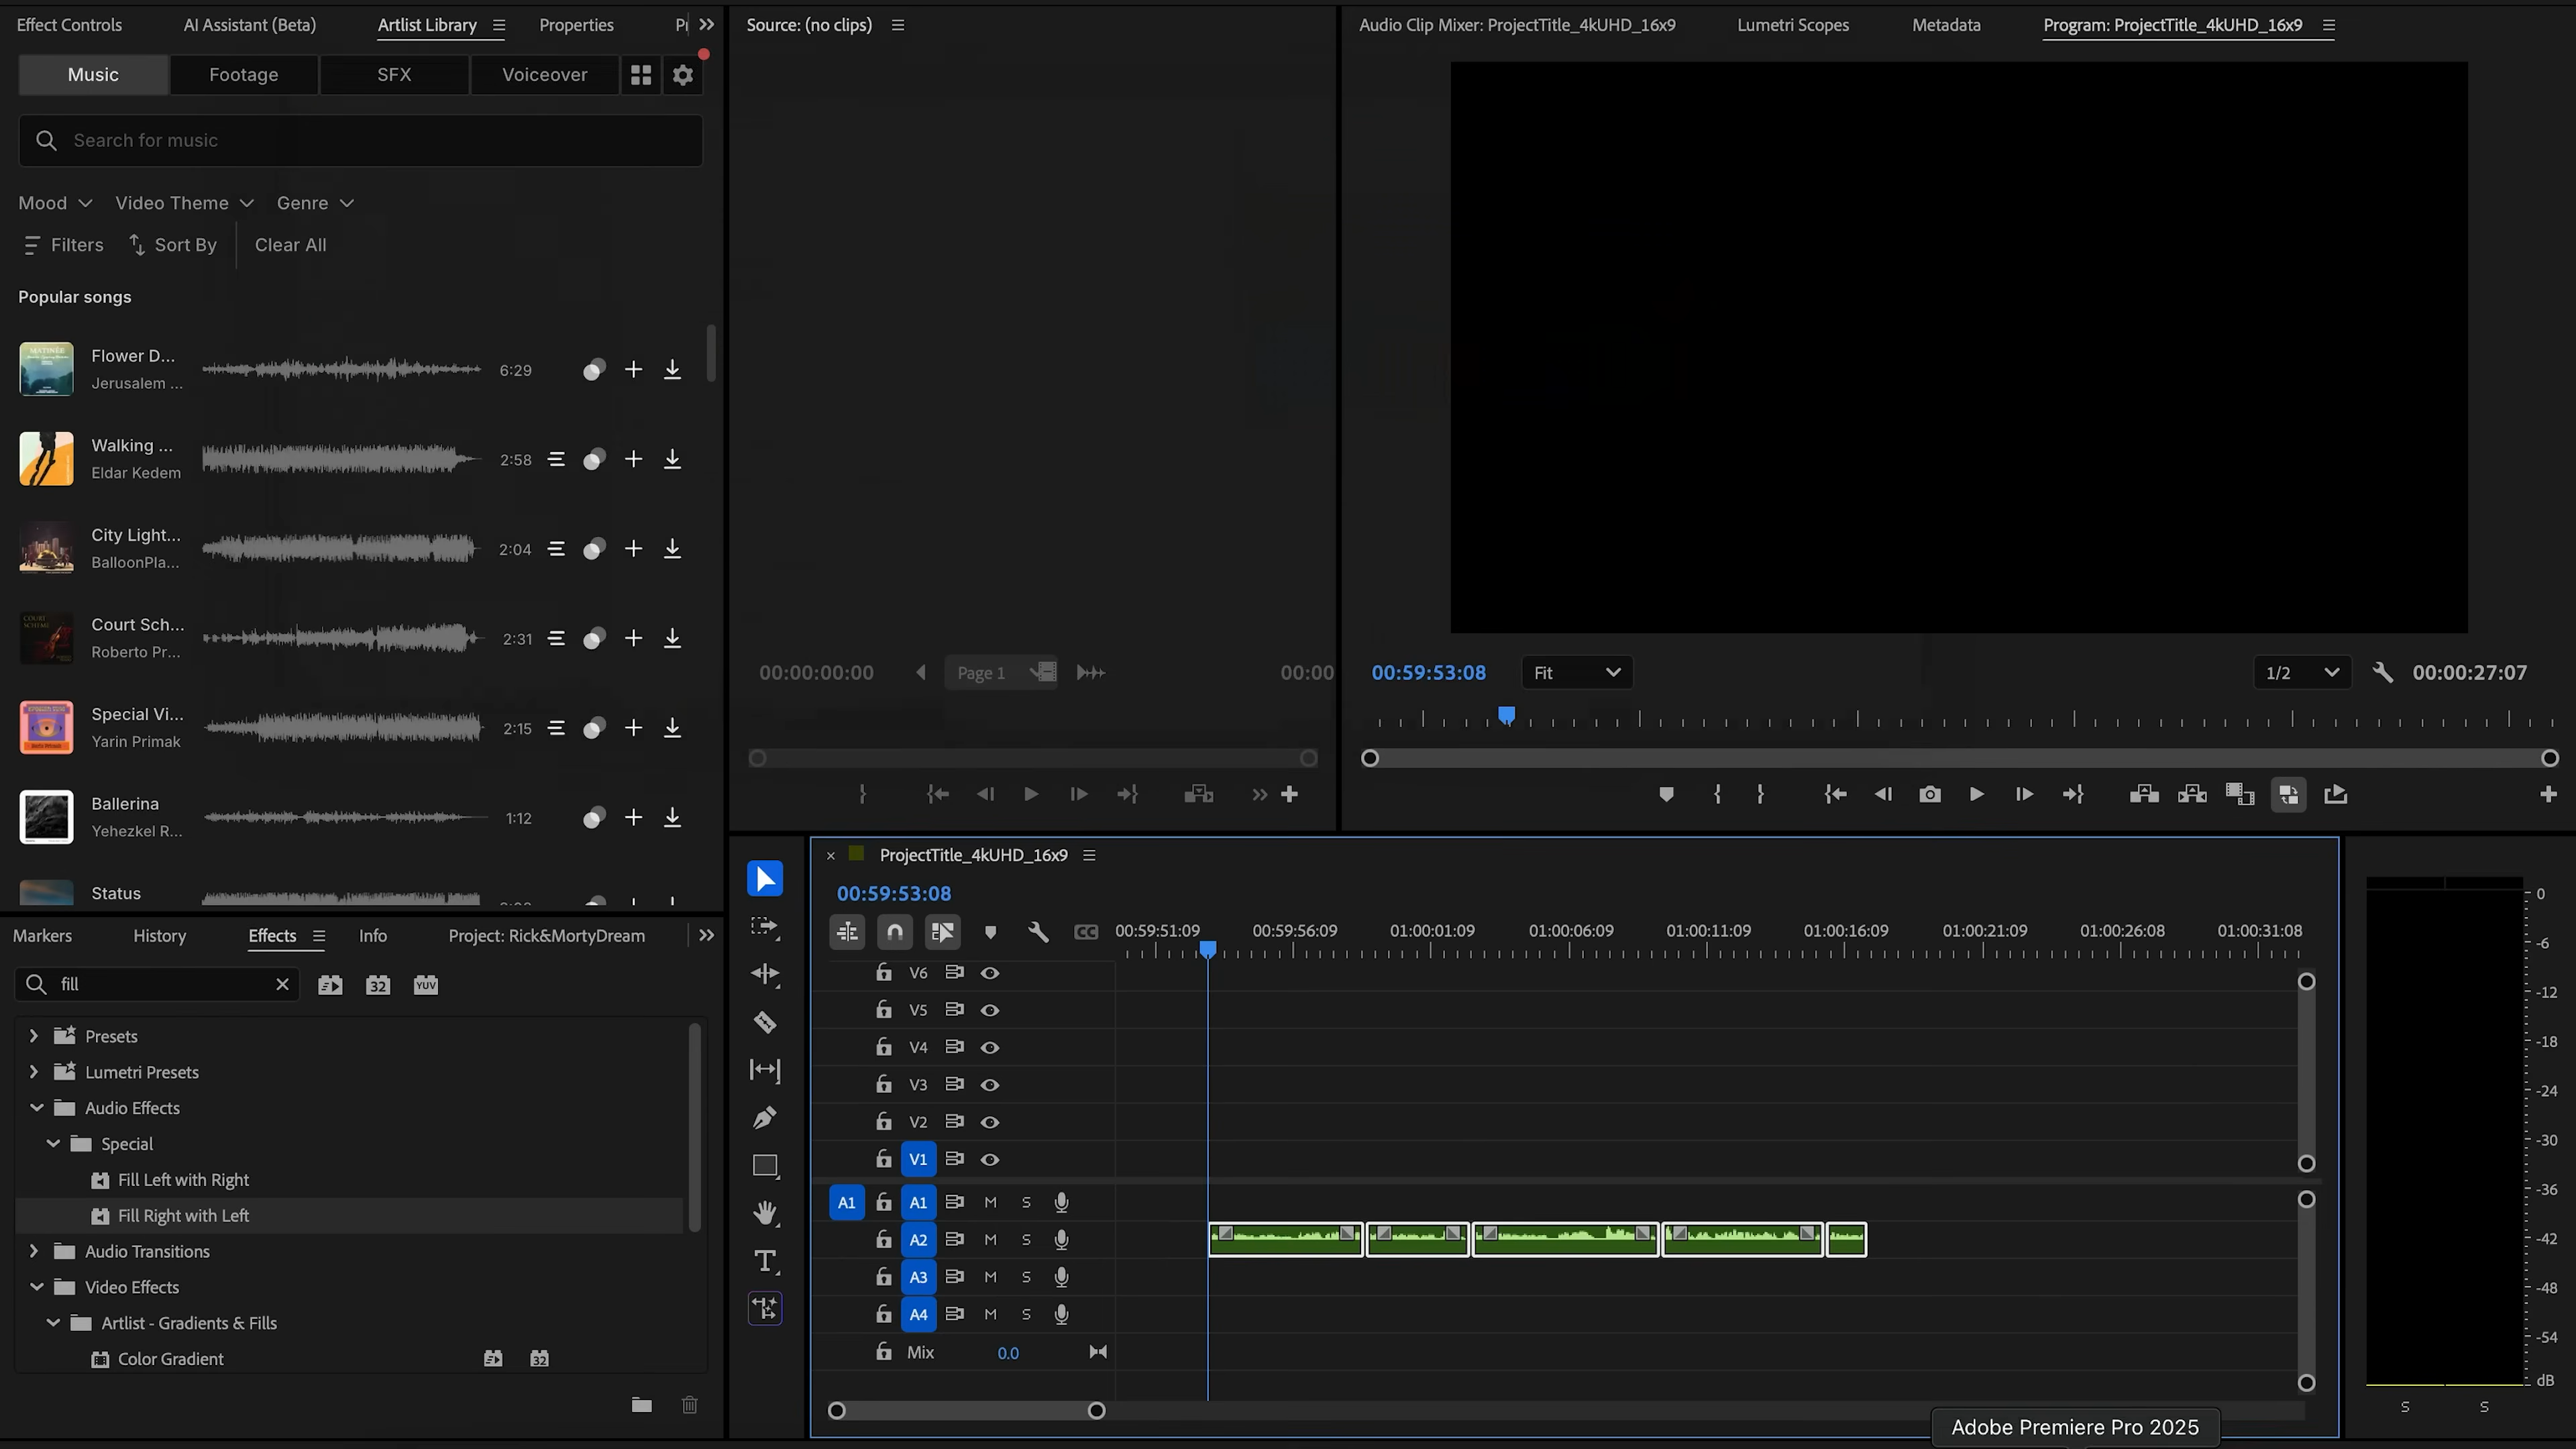 Effect Controls AI Assistant (Beta) Artlist Library Properties
Source: (no clips)
Audio Clip Mixer: ProjectTitle_4kUHD_16x9 Lumetri Scopes Metadata Program: ProjectTitle_4kUHD_16x9
Music Footage SFX Voiceover
Search for music
Mood Video Theme Genre
Filters Sort By Clear All
Popular songs
Flower D... 6:29
Jerusalem ...
Walking ... 2:58
Eldar Kedem
City Light... 2:04
BalloonPla...
Court Sch... 2:31
Roberto Pr...
Special Vi... 2:15
Yarin Primak
Ballerina 1:12
Yehezkel R...
Status
00:00:00:00 Page 1 00:00
00:59:53:08 Fit 1/2 00:00:27:07
Markers History Effects Info Project: Rick&MortyDream
fill 32 YUV
Presets
Lumetri Presets
Audio Effects
Special
Fill Left with Right
Fill Right with Left
Audio Transitions
Video Effects
Artlist - Gradients & Fills
Color Gradient 32
× ProjectTitle_4kUHD_16x9
00:59:53:08
CC 00:59:51:09 00:59:56:09 01:00:01:09 01:00:06:09 01:00:11:09 01:00:16:09 01:00:21:09 01:00:26:08 01:00:31:08
V6
V5
V4
V3
V2
V1
A1 A1 M S
A2 M S
A3 M S
A4 M S
Mix 0.0
0
-6
-12
-18
-24
-30
-36
-42
-48
-54
dB
S S
Adobe Premiere Pro 2025